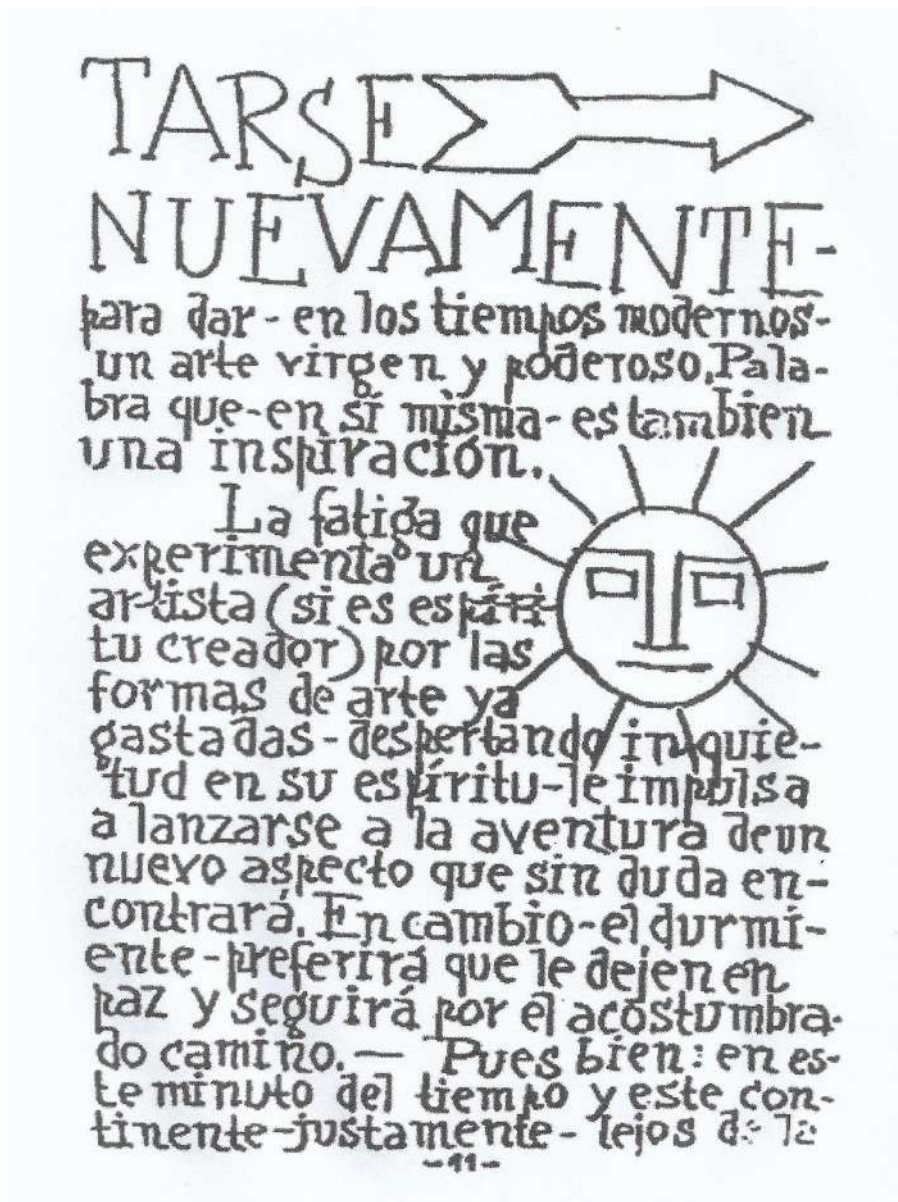 TARSE
NUEVAMENTE-
para dar-en los tiempos modernos-
un arte virgen y poderoso. Pala-
bra que-en sí misma-es tambien
una inspiración.
La fatiga que
experimenta un
artista (si es espíri-
tu creador) por las
formas de arte ya
gastadas-despertando inquie-
tud en su espíritu-le impulsa
a lanzarse a la aventura de un
nuevo aspecto que sin duda en-
contrará. En cambio-el durmi-
ente-preferirá que le dejen en
paz y seguirá por el acostumbra-
do camino.— Pues bien: en es-
te minuto del tiempo y este con-
tinente-justamente-lejos de la
-11-